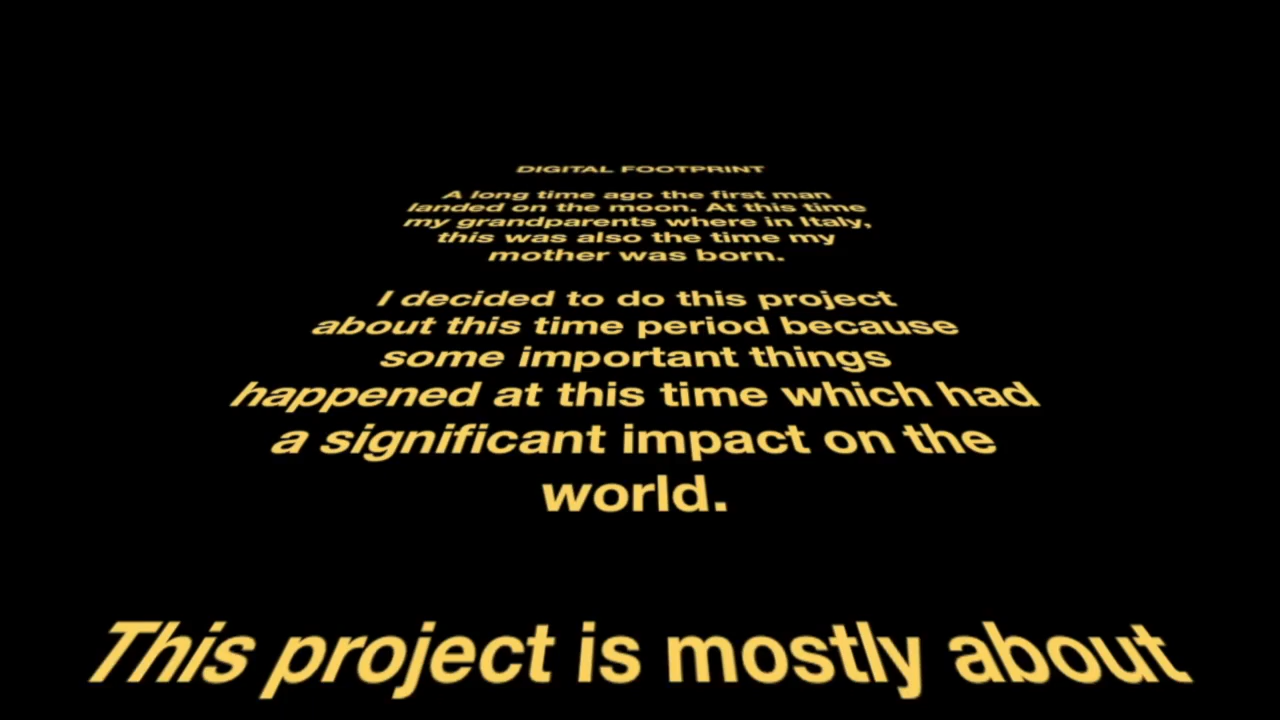 DIGITAL FOOTPRINT
A long time ago the first man
landed on the moon. At this time
my grandparents where in Italy,
this was also the time my
mother was born.
I decided to do this project
about this time period because
some important things
happened at this time which had
a significant impact on the
world.
This project is mostly about